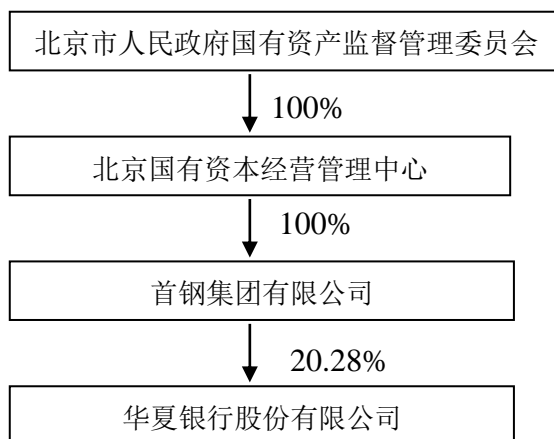 北京市人民政府国有资产监督管理委员会
100%
北京国有资本经营管理中心
100%
首钢集团有限公司
20.28%
华夏银行股份有限公司